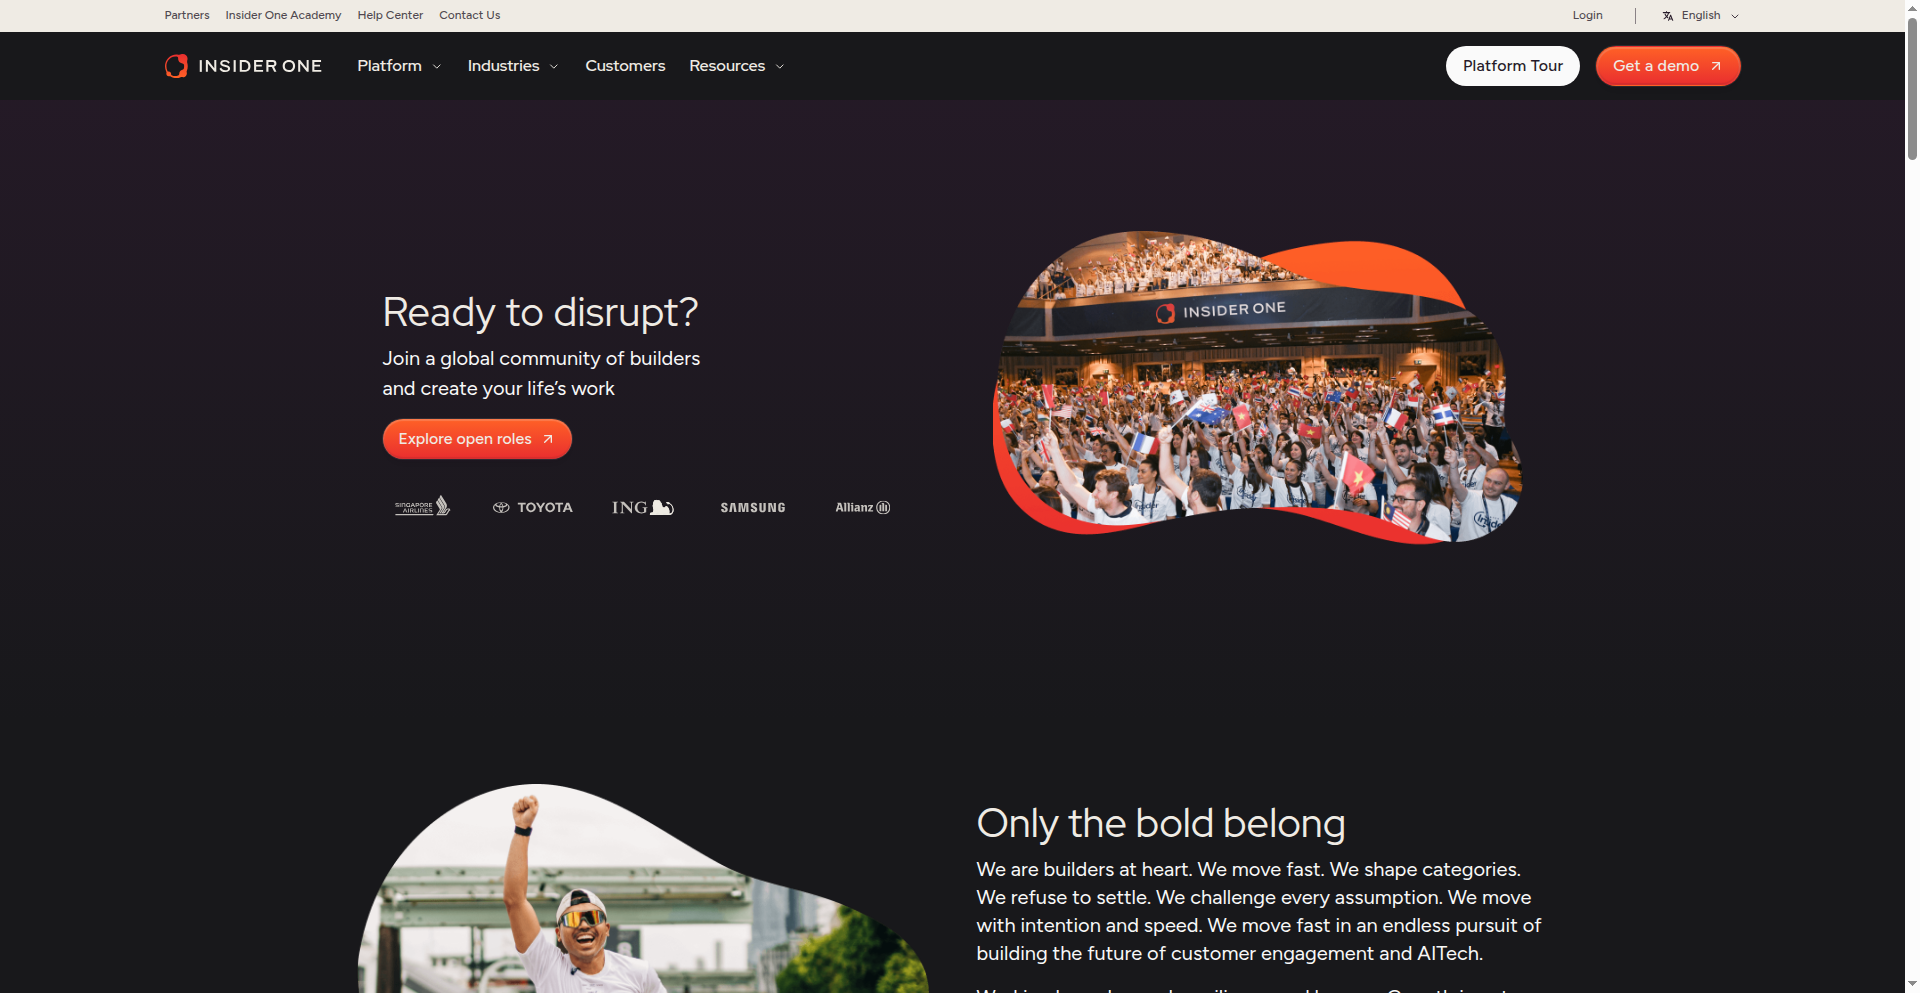 Partners Insider One Academy Help Center Contact Us Login English
INSIDER ONE Platform Industries Customers Resources Platform Tour Get a demo
INSIDER ONE
Ready to disrupt?
Join a global community of builders
and create your life’s work
Explore open roles
SINGAPORE AIRLINES TOYOTA ING SAMSUNG Allianz
Only the bold belong
We are builders at heart. We move fast. We shape categories.
We refuse to settle. We challenge every assumption. We move
with intention and speed. We move fast in an endless pursuit of
building the future of customer engagement and AITech.